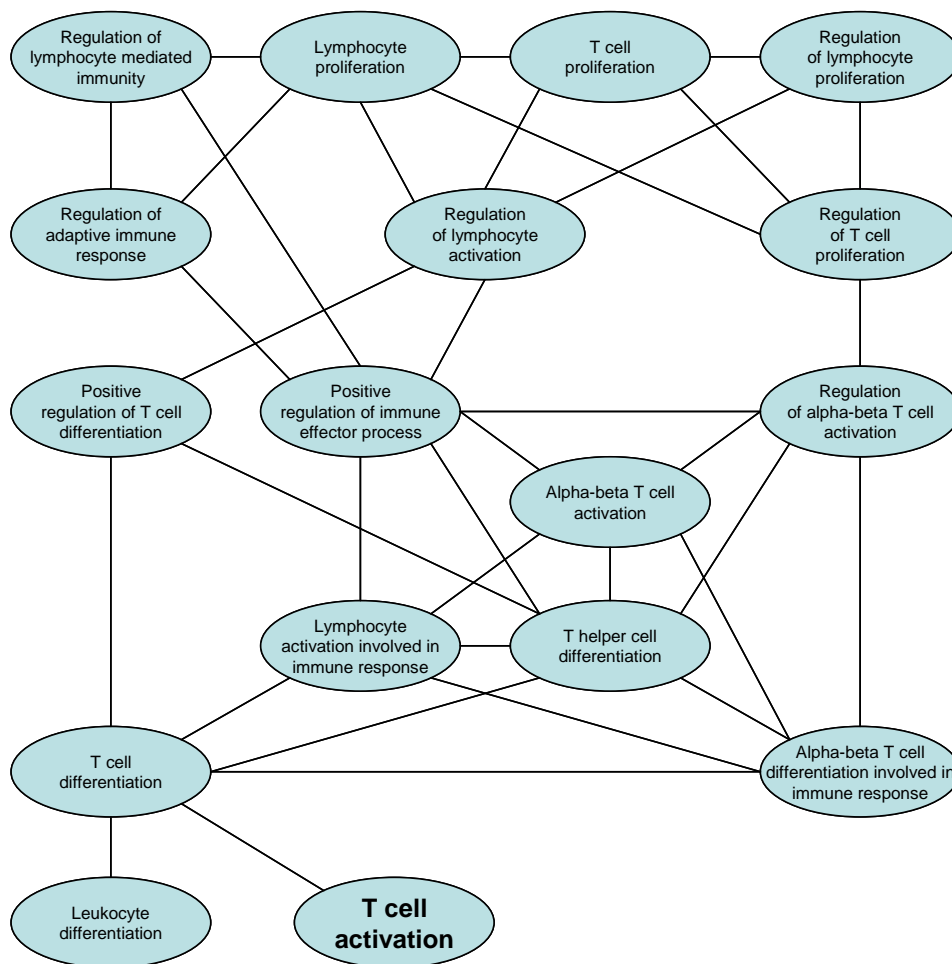 Regulation of
lymphocyte mediated
immunity
Lymphocyte
proliferation
T cell
proliferation
Regulation
of lymphocyte
proliferation
Regulation of
adaptive immune
response
Regulation
of lymphocyte
activation
Regulation
of T cell
proliferation
Positive
regulation of T cell
differentiation
Positive
regulation of immune
effector process
Regulation
of alpha-beta T cell
activation
Alpha-beta T cell
activation
Lymphocyte
activation involved in
immune response
T helper cell
differentiation
T cell
differentiation
Alpha-beta T cell
differentiation involved in
immune response
Leukocyte
differentiation
T cell
activation